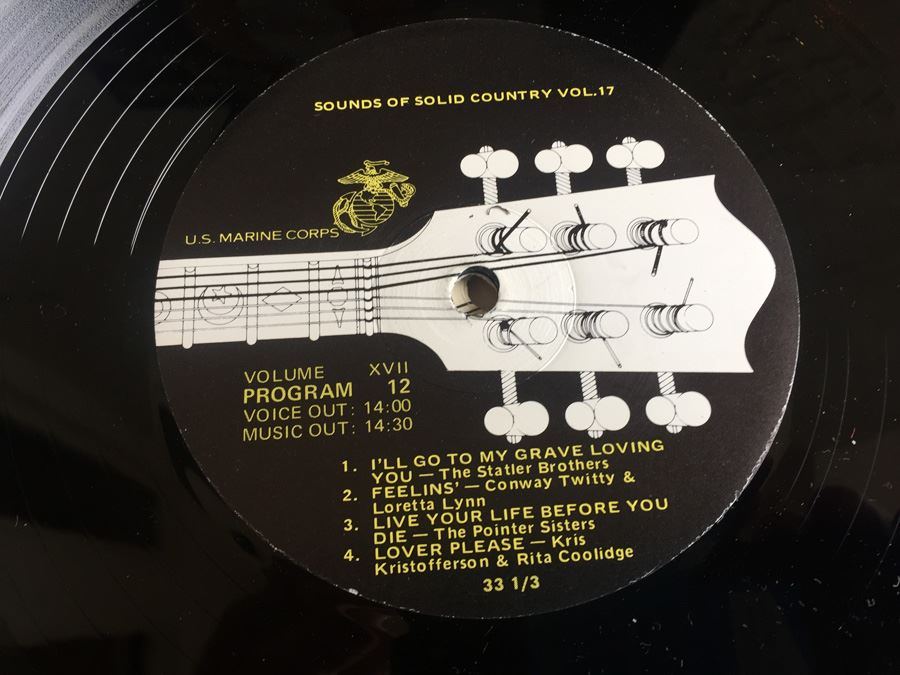 SOUNDS OF SOLID COUNTRY VOL.17
U.S. MARINE CORPS
VOLUME XVII
PROGRAM 12
VOICE OUT: 14:00
MUSIC OUT: 14:30
1. I'LL GO TO MY GRAVE LOVING
YOU — The Statler Brothers
2. FEELINS' — Conway Twitty &
Loretta Lynn
3. LIVE YOUR LIFE BEFORE YOU
DIE — The Pointer Sisters
4. LOVER PLEASE — Kris
Kristofferson & Rita Coolidge
33 1/3